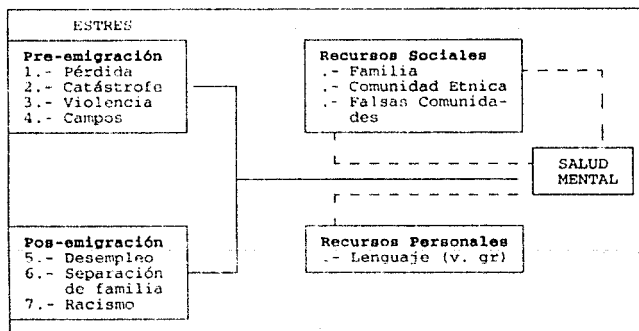 ESTRES
Pre-emigración
1.- Pérdida
2.- Catástrofe
3.- Violencia
4.- Campos
Recursos Sociales
.- Familia
.- Comunidad Etnica
.- Falsas Comunida-
des
SALUD
MENTAL
Pos-emigración
5.- Desempleo
6.- Separación
de familia
7.- Racismo
Recursos Personales
.- Lenguaje (v. gr)